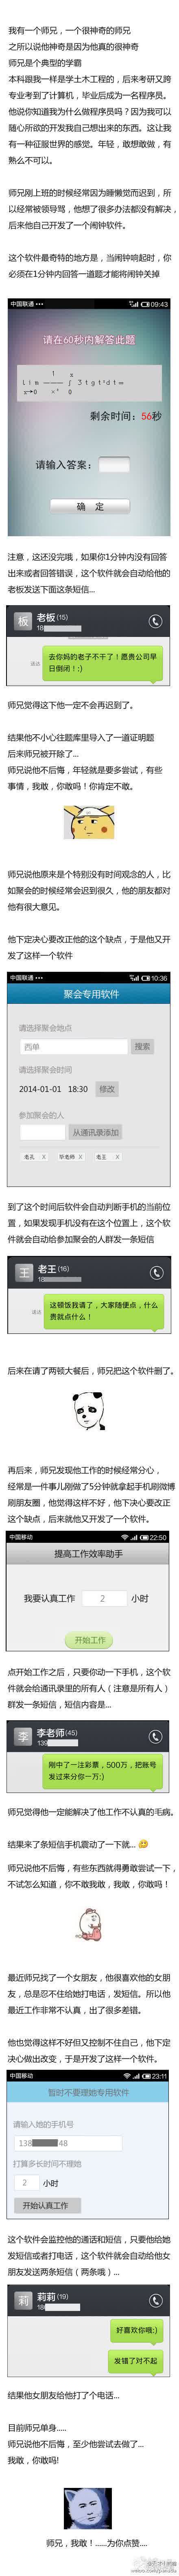 我有一个师兄，一个很神奇的师兄
之所以说他神奇是因为他真的很神奇
师兄是个典型的学霸
本科跟我一样是学土木工程的，后来考研又跨
专业考到了计算机，毕业后成为一名程序员。
他说你知道我为什么做程序员吗？因为我可以
随心所欲的开发我自己想出来的东西。这让我
有一种征服世界的感觉。年轻，敢想敢做，有
熟么不可以。
师兄刚上班的时候经常因为睡懒觉而迟到，所
以经常被领导骂，他想了很多办法都没有解决，
后来他自己开发了一个闹钟软件。
这个软件最奇特的地方是，当闹钟响起时，你
必须在1分钟内回答一道题才能将闹钟关掉
中国联通 09:43
请在60秒内解答此题
剩余时间：56秒
请输入答案：
确 定
注意，这还没完哦，如果你1分钟内没有回答
出来或者回答错误，这个软件就会自动给他的
老板发送下面这条短信...
板 老板(15)
18
送达
去你妈的老子不干了！愿贵公司早
日倒闭！:)
师兄觉得这下他一定不会再迟到了。
结果他不小心往题库里导入了一道证明题
后来师兄被开除了...
师兄说他不后悔，年轻就是要多尝试，有些
事情，我敢，你敢吗！你肯定不敢。
师兄说他原来是个特别没有时间观念的人，比
如聚会的时候经常会迟到很久，他的朋友都对
他有很大意见。
他下定决心要改正他的这个缺点，于是他又开
发了这样一个软件
中国联通 10:36
聚会专用软件
请选择聚会地点
西单 搜索
请选择聚会时间
2014-01-01 18:30 修改
参加聚会的人
从通讯录添加
老孔 X 毕老师 X 老王 X
到了这个时间后软件会自动判断手机的当前位
置，如果发现手机没有在这个位置上，这个软
件就会自动给参加聚会的人群发一条短信
王 老王(16)
18
送达
这顿饭我请了，大家随便点，什么
贵就点什么！
后来在请了两顿大餐后，师兄把这个软件删了。
再后来，师兄发现他工作的时候经常分心，
经常是一件事儿刚做了5分钟就拿起手机刷微博
刷朋友圈，他觉得这样不好，他下决心要改正
这个缺点，后来就他又开发了一个软件。
中国移动 22:50
提高工作效率助手
我要认真工作 2 小时
开始工作
点开始工作之后，只要你动一下手机，这个软
件就会给通讯录里的所有人（注意是所有人）
群发一条短信，短信内容是...
李 李老师(45)
139
刚中了一注彩票，500万，把账号
发过来分你一万:)
师兄觉得他一定能解决了他工作不认真的毛病。
结果来了条短信手机震动了一下就...
师兄说他不后悔，有些东西就得勇敢尝试一下，
不试怎么知道，你不敢我敢，我敢，你敢吗！
最近师兄找了一个女朋友，他很喜欢他的女朋
友，总是忍不住给她打电话，发短信。所以他
最近工作非常不认真，出了很多差错。
他也觉得这样不好但又控制不住自己，他下定
决心做出改变，于是开发了这样一个软件。
中国移动 23:11
暂时不要理她专用软件
请输入她的手机号
138 48
打算多长时间不理她
2 小时
开始认真工作
这个软件会监控他的通话和短信，只要他给她
发短信或者打电话，这个软件就会自动给他女
朋友发送两条短信（两条哦）...
莉 莉莉(19)
18
好喜欢你哦:)
发错了对不起
结果他女朋友给他打了个电话...
目前师兄单身.....
师兄说他不后悔，至少他尝试去做了...
我敢，你敢吗!
师兄，我敢！......为你点赞....